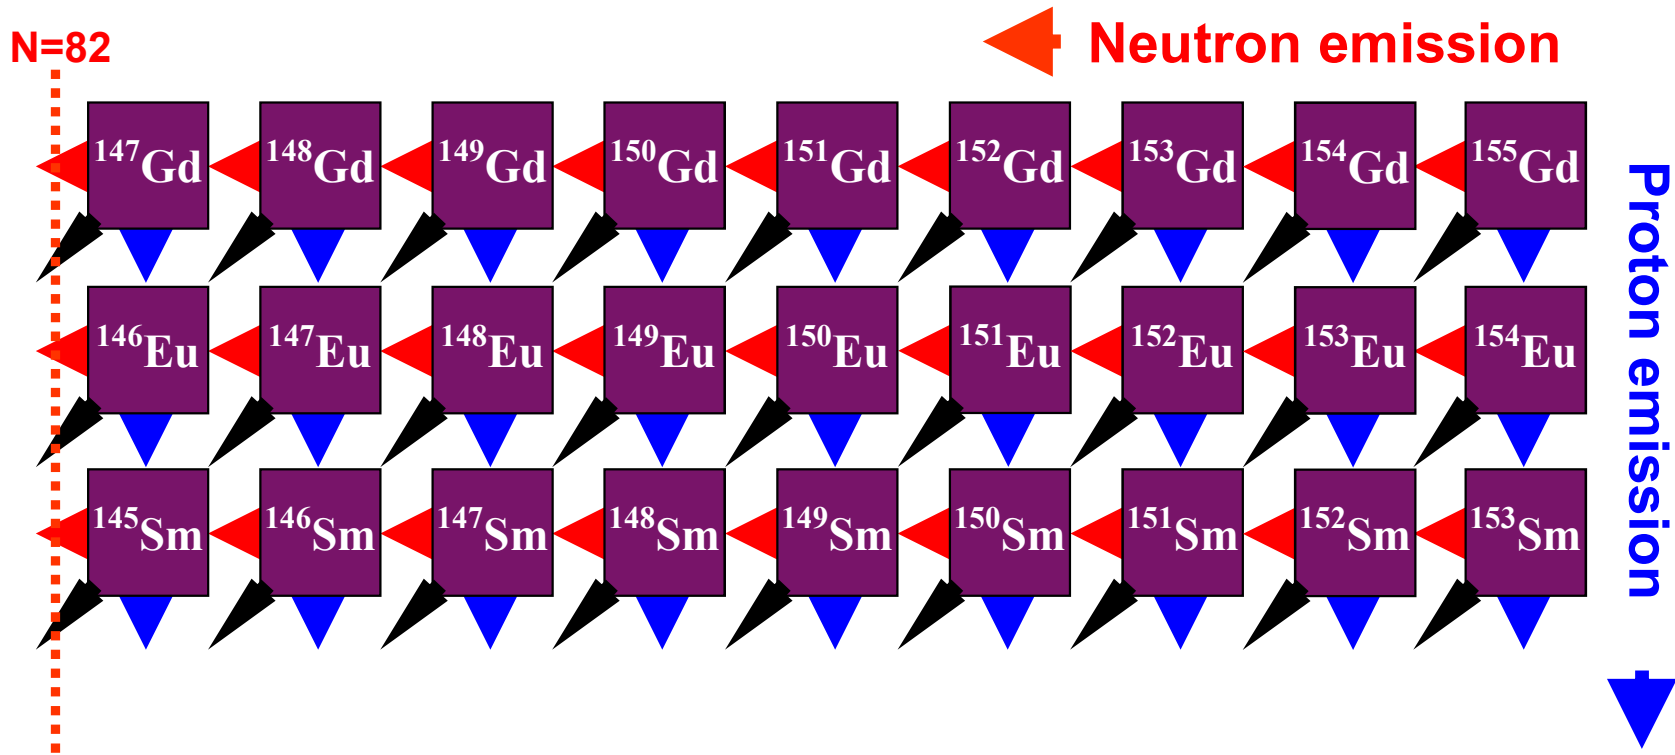 Neutron emission
N=82
¹⁴⁷Gd ¹⁴⁸Gd ¹⁴⁹Gd ¹⁵⁰Gd ¹⁵¹Gd ¹⁵²Gd ¹⁵³Gd ¹⁵⁴Gd ¹⁵⁵Gd
¹⁴⁶Eu ¹⁴⁷Eu ¹⁴⁸Eu ¹⁴⁹Eu ¹⁵⁰Eu ¹⁵¹Eu ¹⁵²Eu ¹⁵³Eu ¹⁵⁴Eu
¹⁴⁵Sm ¹⁴⁶Sm ¹⁴⁷Sm ¹⁴⁸Sm ¹⁴⁹Sm ¹⁵⁰Sm ¹⁵¹Sm ¹⁵²Sm ¹⁵³Sm
Proton emission